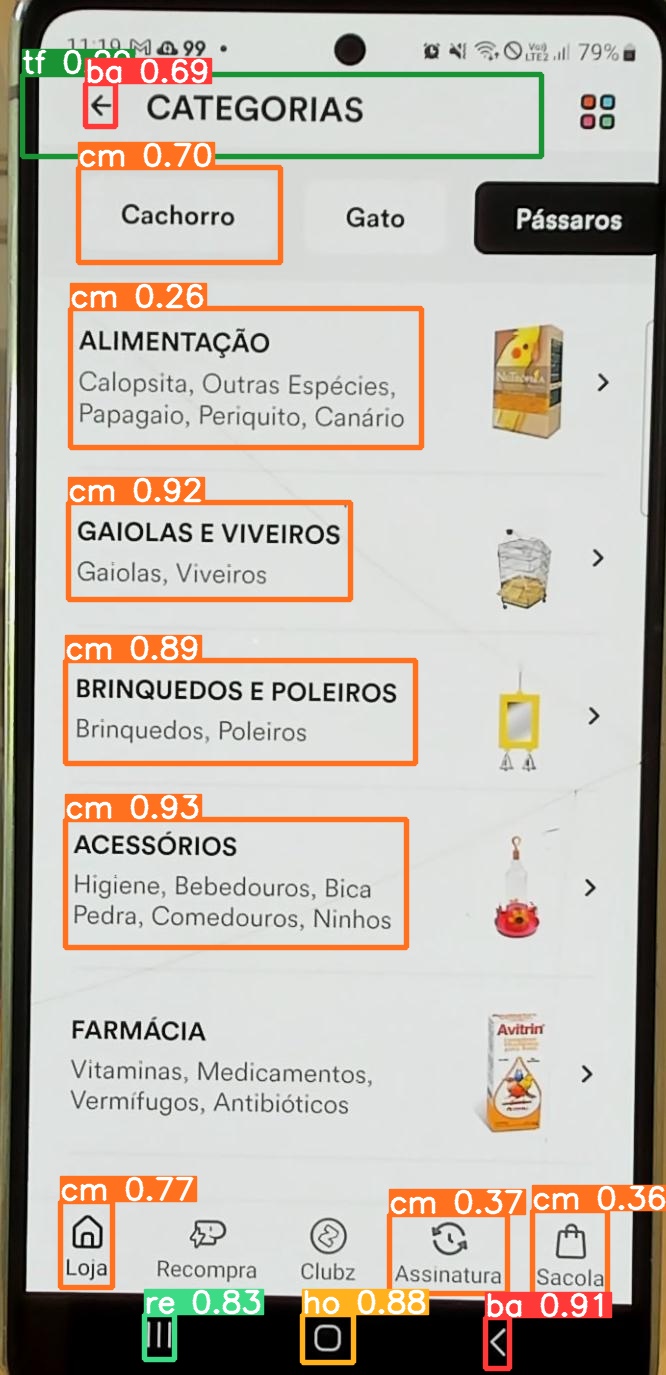 11:19 99
79%
tf
ba 0.69
CATEGORIAS
cm 0.70
Cachorro
Gato
Pássaros
cm 0.26
ALIMENTAÇÃO
Calopsita, Outras Espécies,
Papagaio, Periquito, Canário
cm 0.92
GAIOLAS E VIVEIROS
Gaiolas, Viveiros
cm 0.89
BRINQUEDOS E POLEIROS
Brinquedos, Poleiros
cm 0.93
ACESSÓRIOS
Higiene, Bebedouros, Bica
Pedra, Comedouros, Ninhos
FARMÁCIA
Vitaminas, Medicamentos,
Vermífugos, Antibióticos
Avitrin
cm 0.77
cm 0.37
cm 0.36
Loja
Recompra
Clubz
Assinatura
Sacola
re 0.83
ho 0.88
ba 0.91